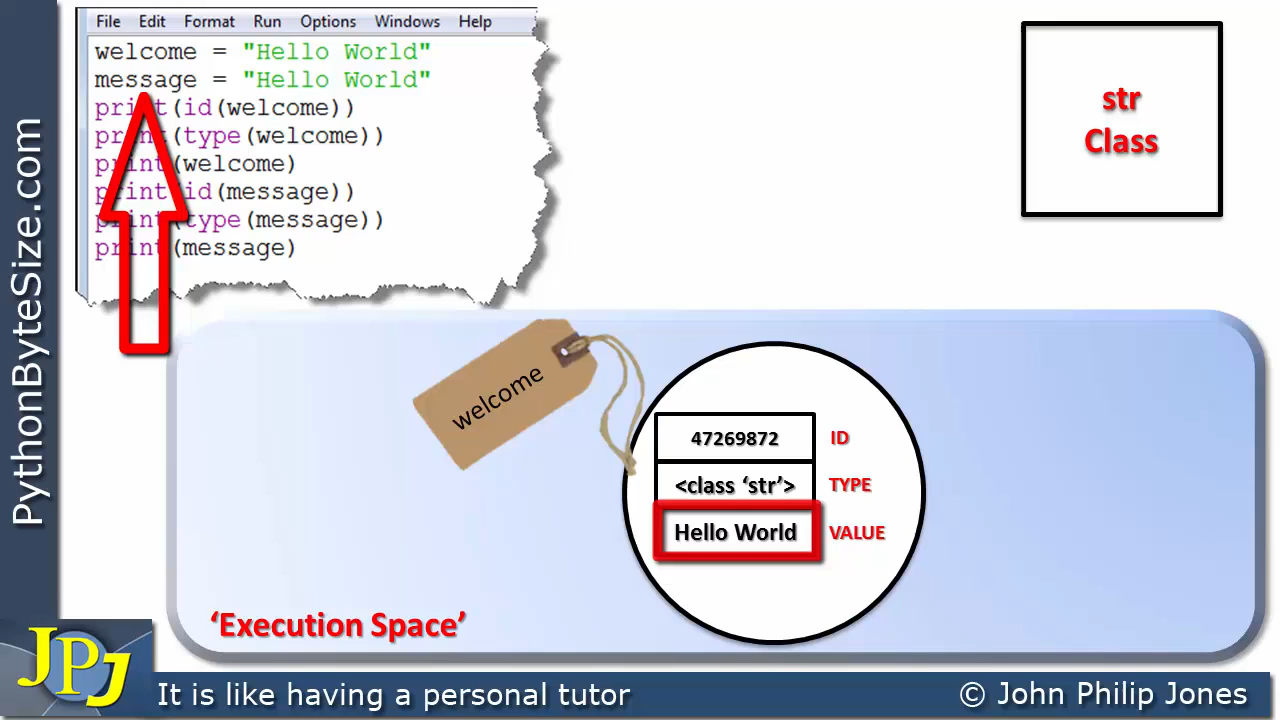 File Edit Format Run Options Windows Help
welcome = "Hello World"
message = "Hello World"
print(id(welcome))
print(type(welcome))
print(welcome)
print(id(message))
print(type(message))
print(message)
str
Class
PythonByteSize.com
welcome
47269872 ID
<class ‘str’> TYPE
Hello World VALUE
‘Execution Space’
JPJ
It is like having a personal tutor
© John Philip Jones